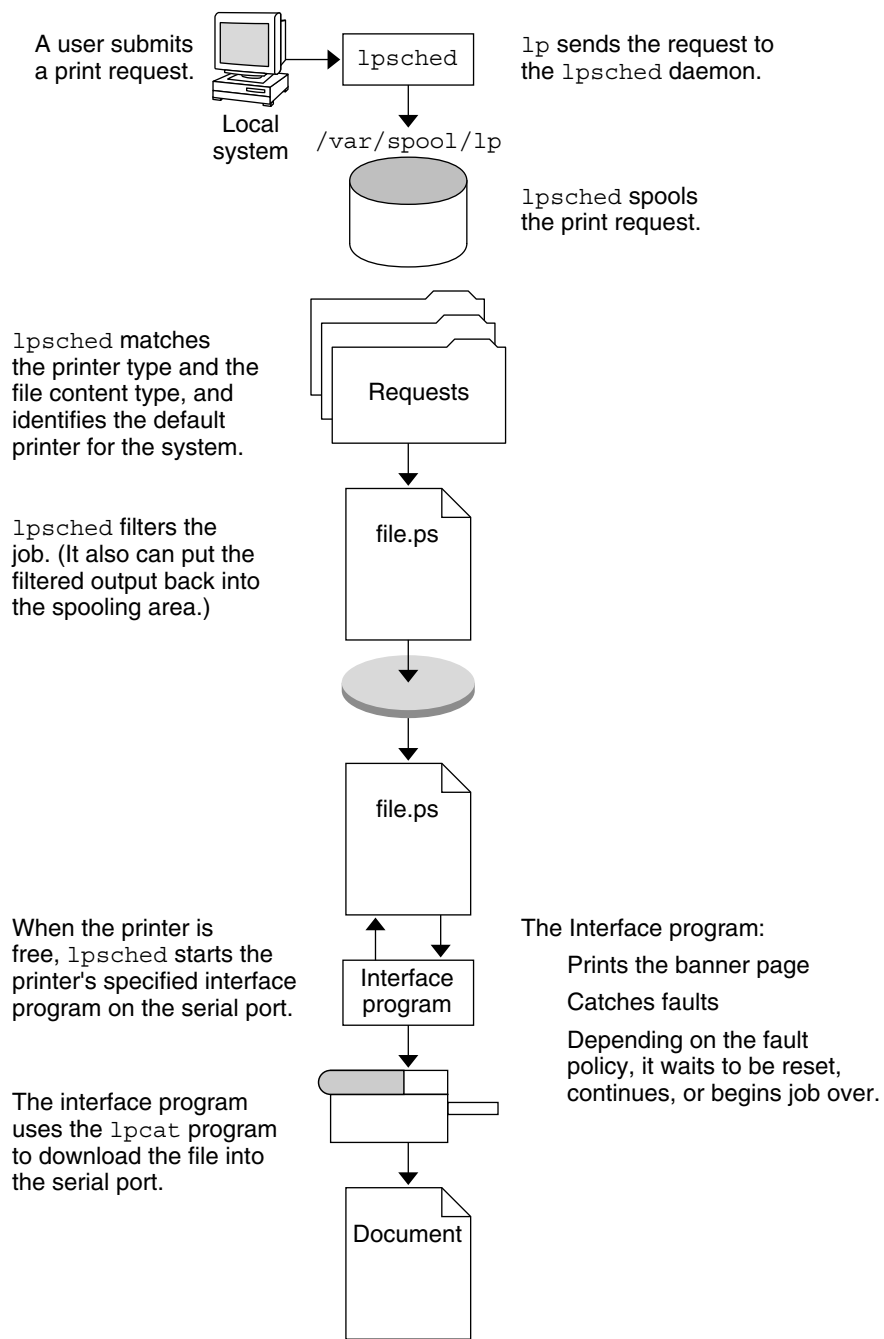 A user submits
a print request.
Local
system
lpsched
lp sends the request to
the lpsched daemon.
/var/spool/lp
lpsched spools
the print request.
lpsched matches
the printer type and the
file content type, and
identifies the default
printer for the system.
Requests
lpsched filters the
job. (It also can put the
filtered output back into
the spooling area.)
file.ps
file.ps
When the printer is
free, lpsched starts the
printer's specified interface
program on the serial port.
Interface
program
The Interface program:
Prints the banner page
Catches faults
Depending on the fault
policy, it waits to be reset,
continues, or begins job over.
The interface program
uses the lpcat program
to download the file into
the serial port.
Document